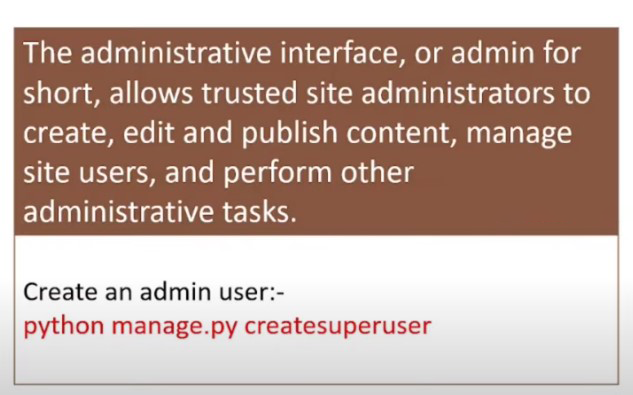 The administrative interface, or admin for
short, allows trusted site administrators to
create, edit and publish content, manage
site users, and perform other
administrative tasks.
Create an admin user:-
python manage.py createsuperuser